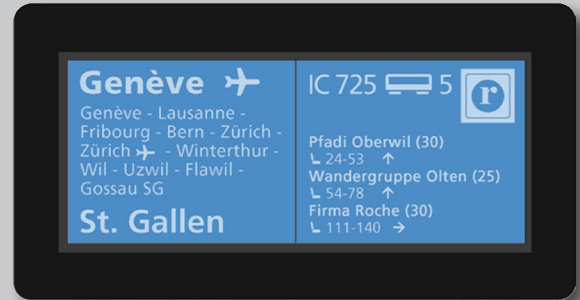 Genève
Genève - Lausanne -
Fribourg - Bern - Zürich -
Zürich - Winterthur -
Wil - Uzwil - Flawil -
Gossau SG
St. Gallen
IC 725 5
r
Pfadi Oberwil (30)
24-53
Wandergruppe Olten (25)
54-78
Firma Roche (30)
111-140